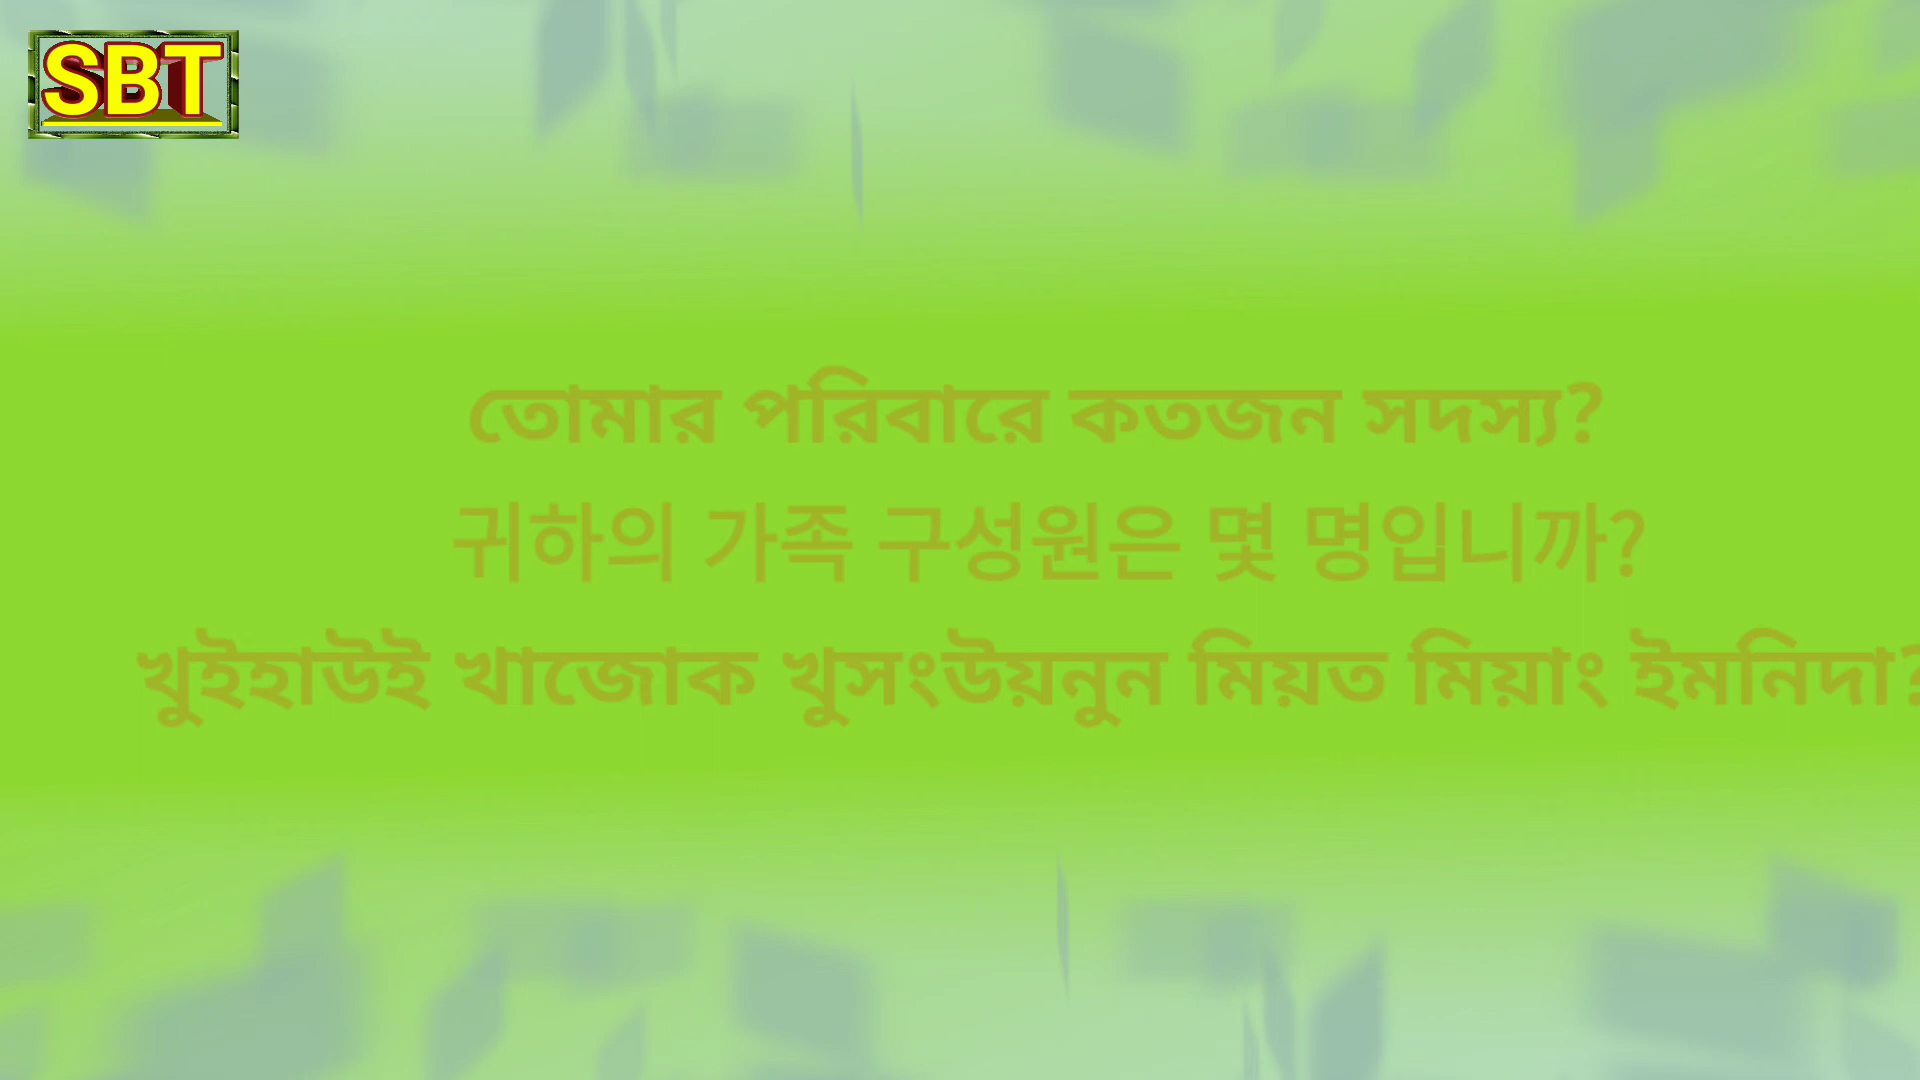 SBT
তোমার পরিবারে কতজন সদস্য?
귀하의 가족 구성원은 몇 명입니까?
খুইহাউই খাজোক খুসংউয়নুন মিয়ত মিয়াং ইমনিদা?